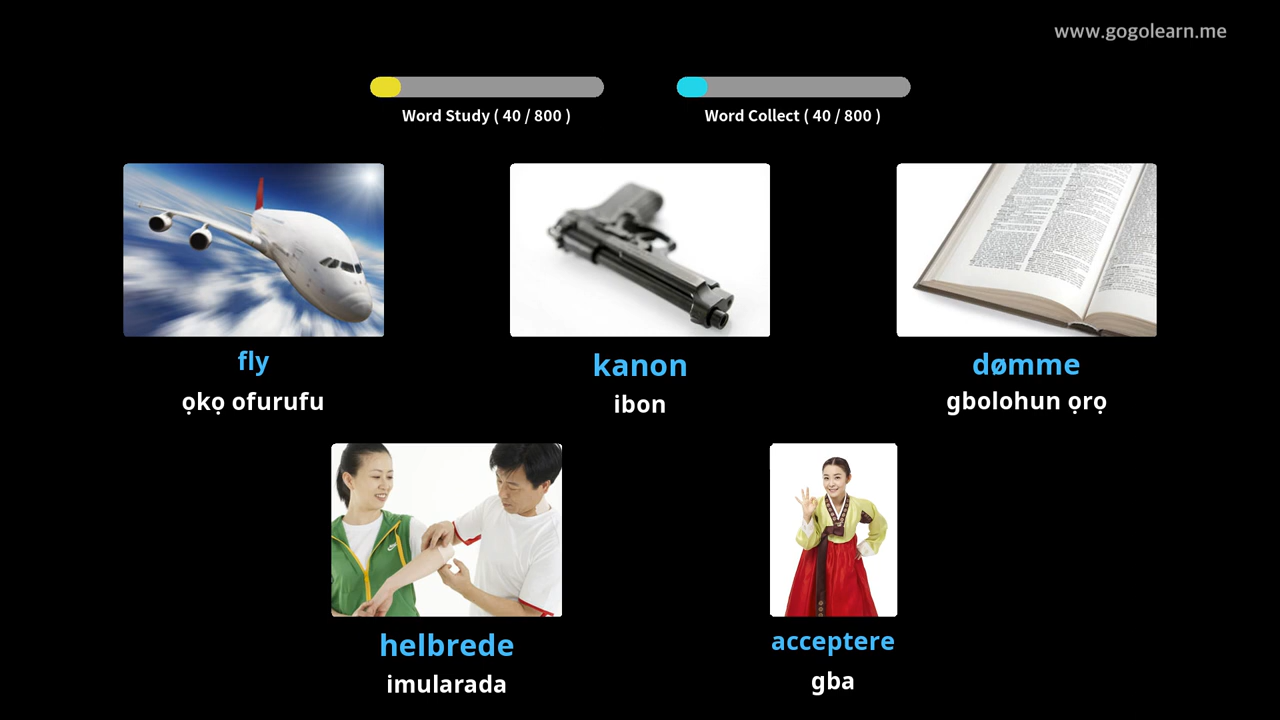 www.gogolearn.me
Word Study ( 40 / 800 )
Word Collect ( 40 / 800 )
fly
ọkọ ofurufu
kanon
ibon
dømme
gbolohun ọrọ
helbrede
imularada
acceptere
gba